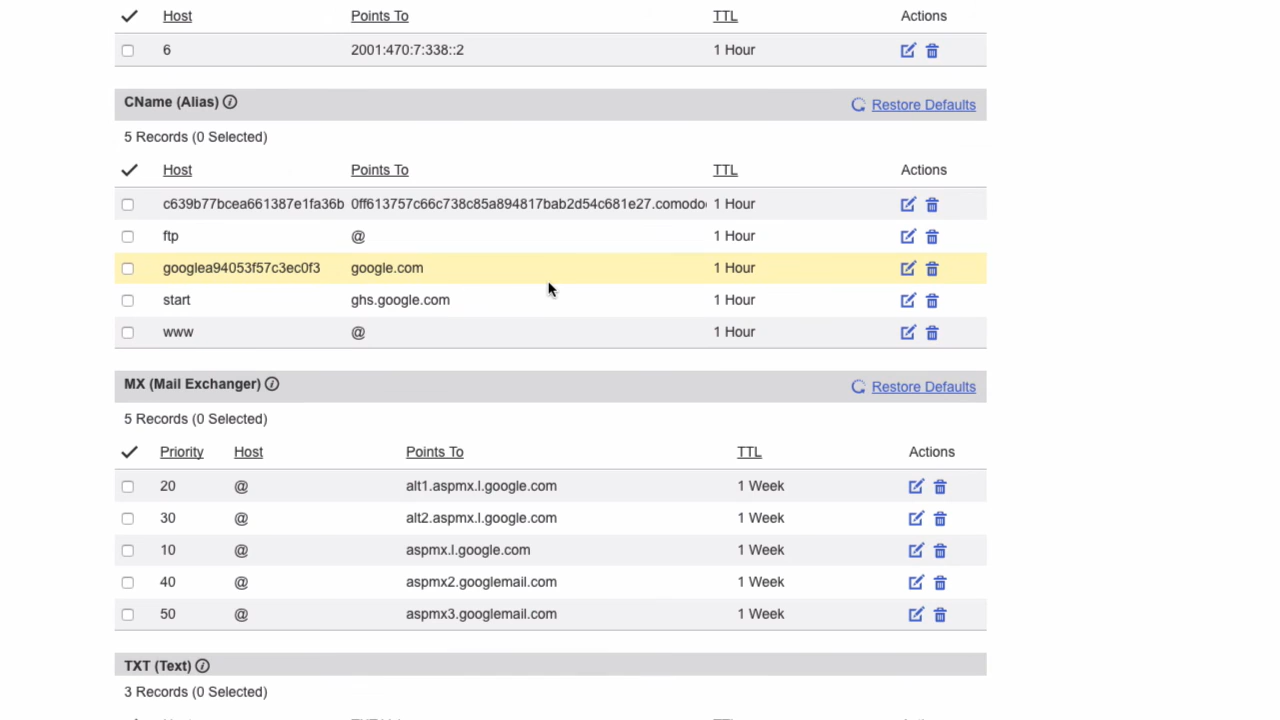 Host Points To TTL Actions
6 2001:470:7:338::2 1 Hour
CName (Alias)
Restore Defaults
5 Records (0 Selected)
Host Points To TTL Actions
c639b77bcea661387e1fa36b 0ff613757c66c738c85a894817bab2d54c681e27.comodo 1 Hour
ftp @ 1 Hour
googlea94053f57c3ec0f3 google.com 1 Hour
start ghs.google.com 1 Hour
www @ 1 Hour
MX (Mail Exchanger)
Restore Defaults
5 Records (0 Selected)
Priority Host Points To TTL Actions
20 @ alt1.aspmx.l.google.com 1 Week
30 @ alt2.aspmx.l.google.com 1 Week
10 @ aspmx.l.google.com 1 Week
40 @ aspmx2.googlemail.com 1 Week
50 @ aspmx3.googlemail.com 1 Week
TXT (Text)
3 Records (0 Selected)